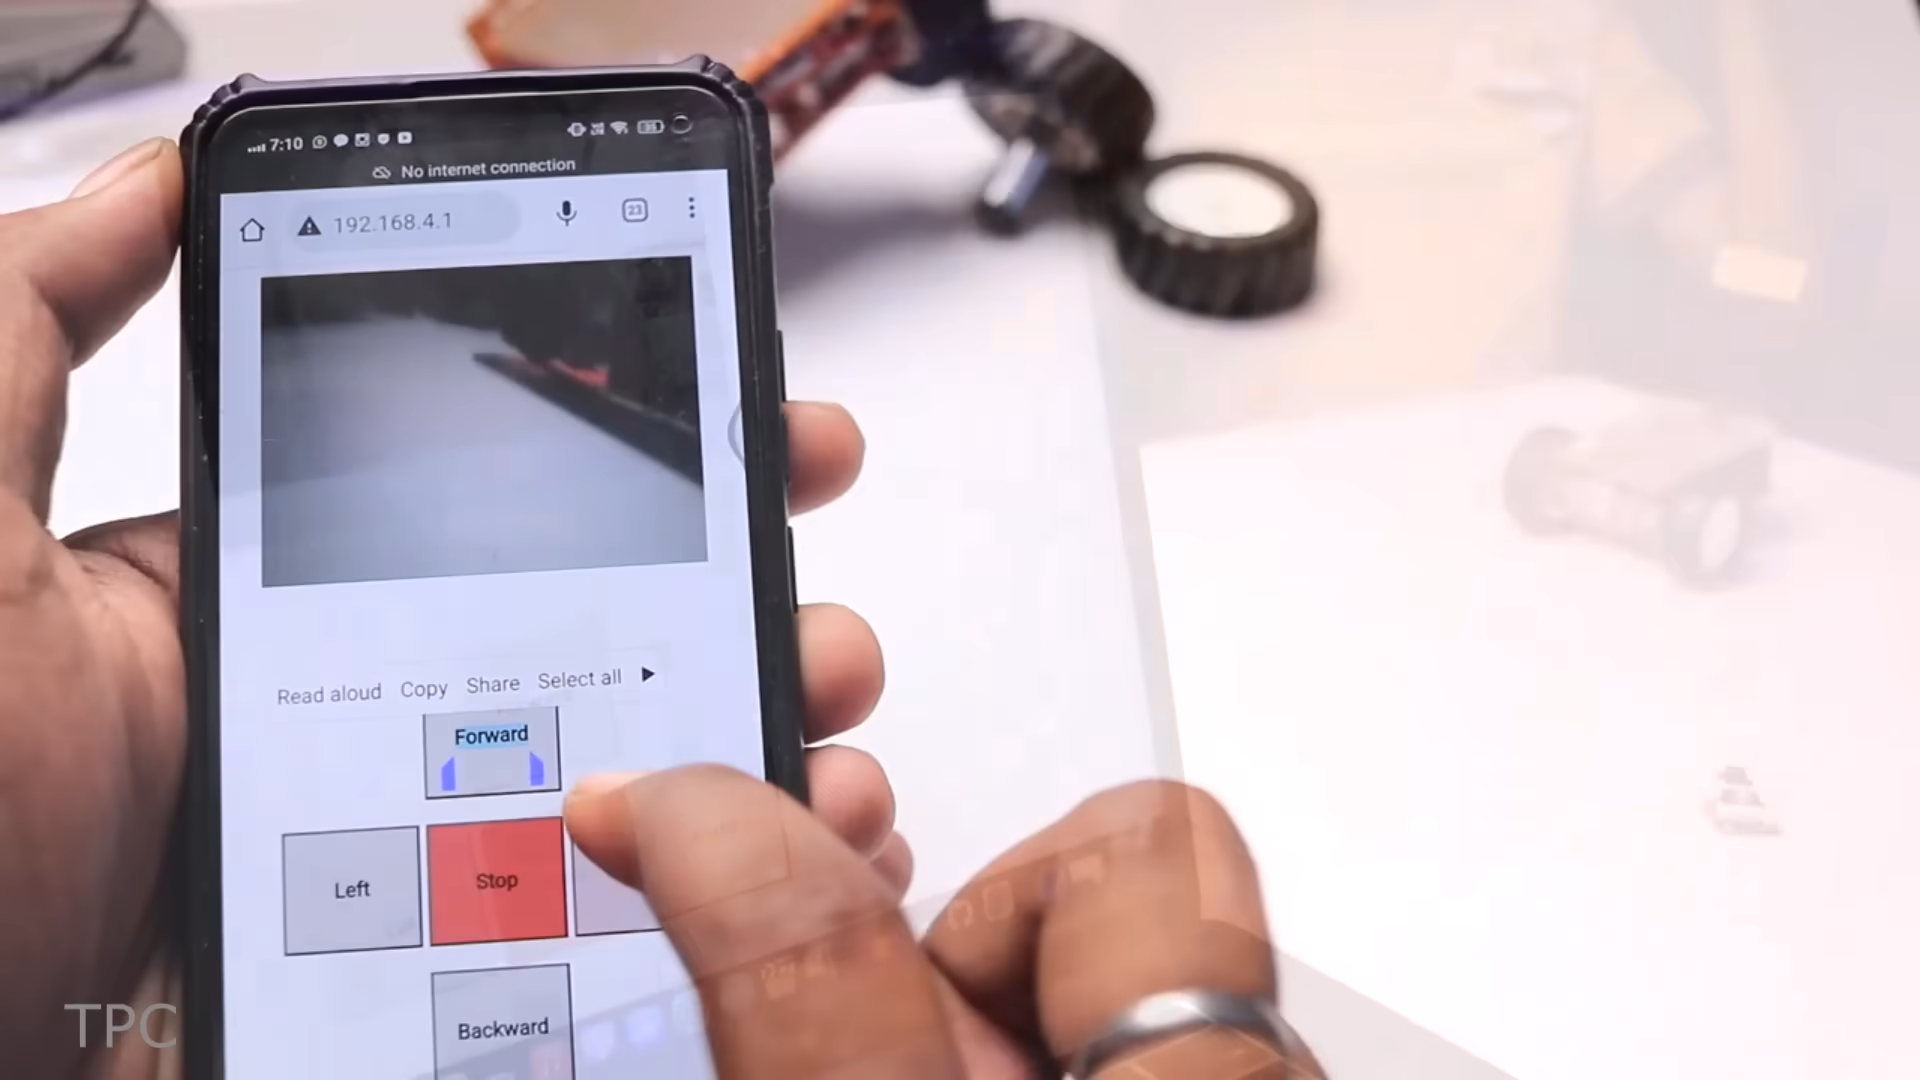 7:10
No internet connection
192.168.4.1
23
Read aloud Copy Share Select all
Forward
Left Stop
Backward
TPC